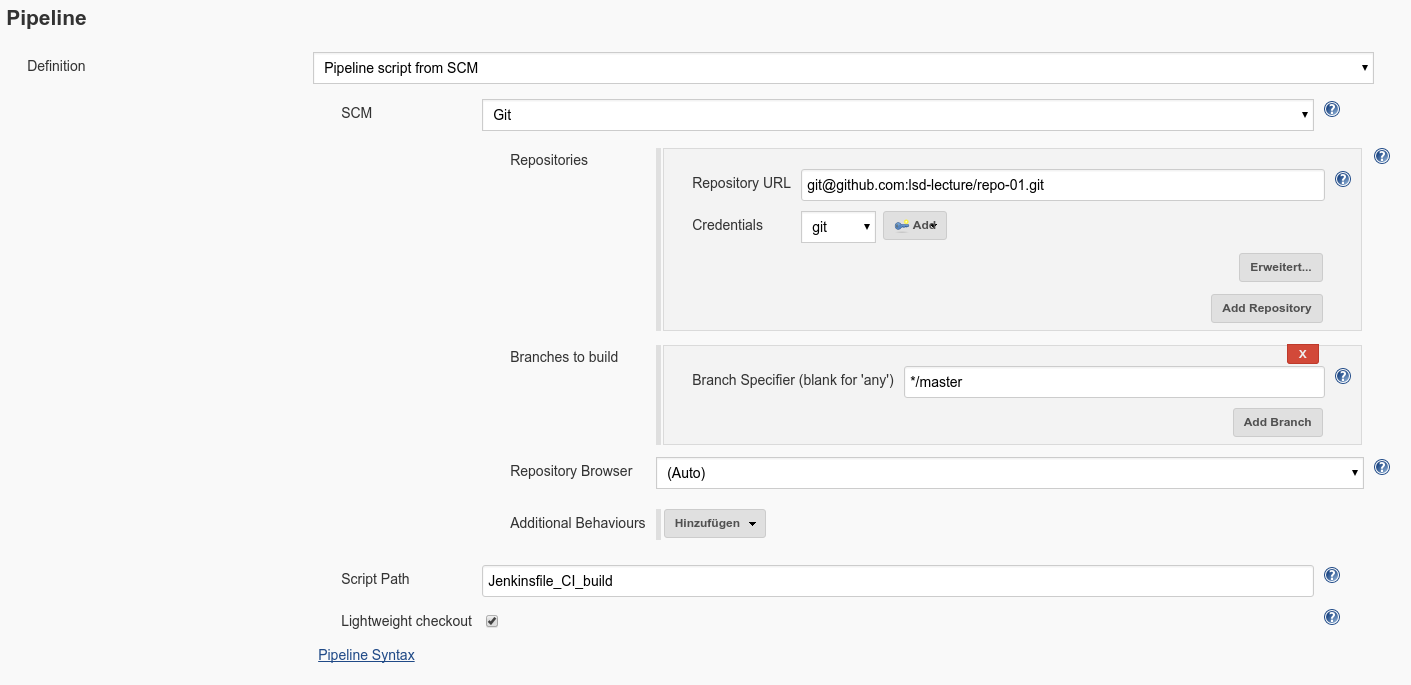 Pipeline
Definition
Pipeline script from SCM
SCM
Git
Repositories
Repository URL
git@github.com:lsd-lecture/repo-01.git
Credentials
git
Add
Erweitert...
Add Repository
Branches to build
X
Branch Specifier (blank for 'any')
*/master
Add Branch
Repository Browser
(Auto)
Additional Behaviours
Hinzufügen
Script Path
Jenkinsfile_CI_build
Lightweight checkout
Pipeline Syntax